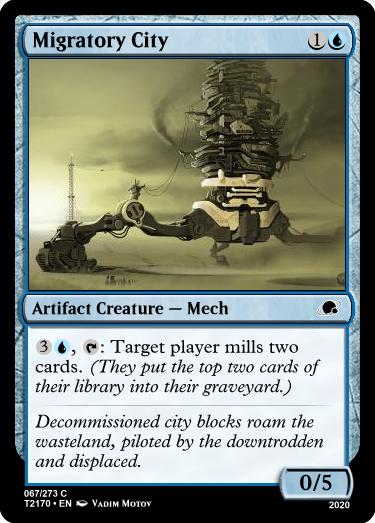 Migratory City 1
Artifact Creature — Mech
3, : Target player mills two
cards. (They put the top two cards of
their library into their graveyard.)
Decommissioned city blocks roam the
wasteland, piloted by the downtrodden
and displaced.
0/5
067/273 C
T2170 • EN Vadim Motov
2020